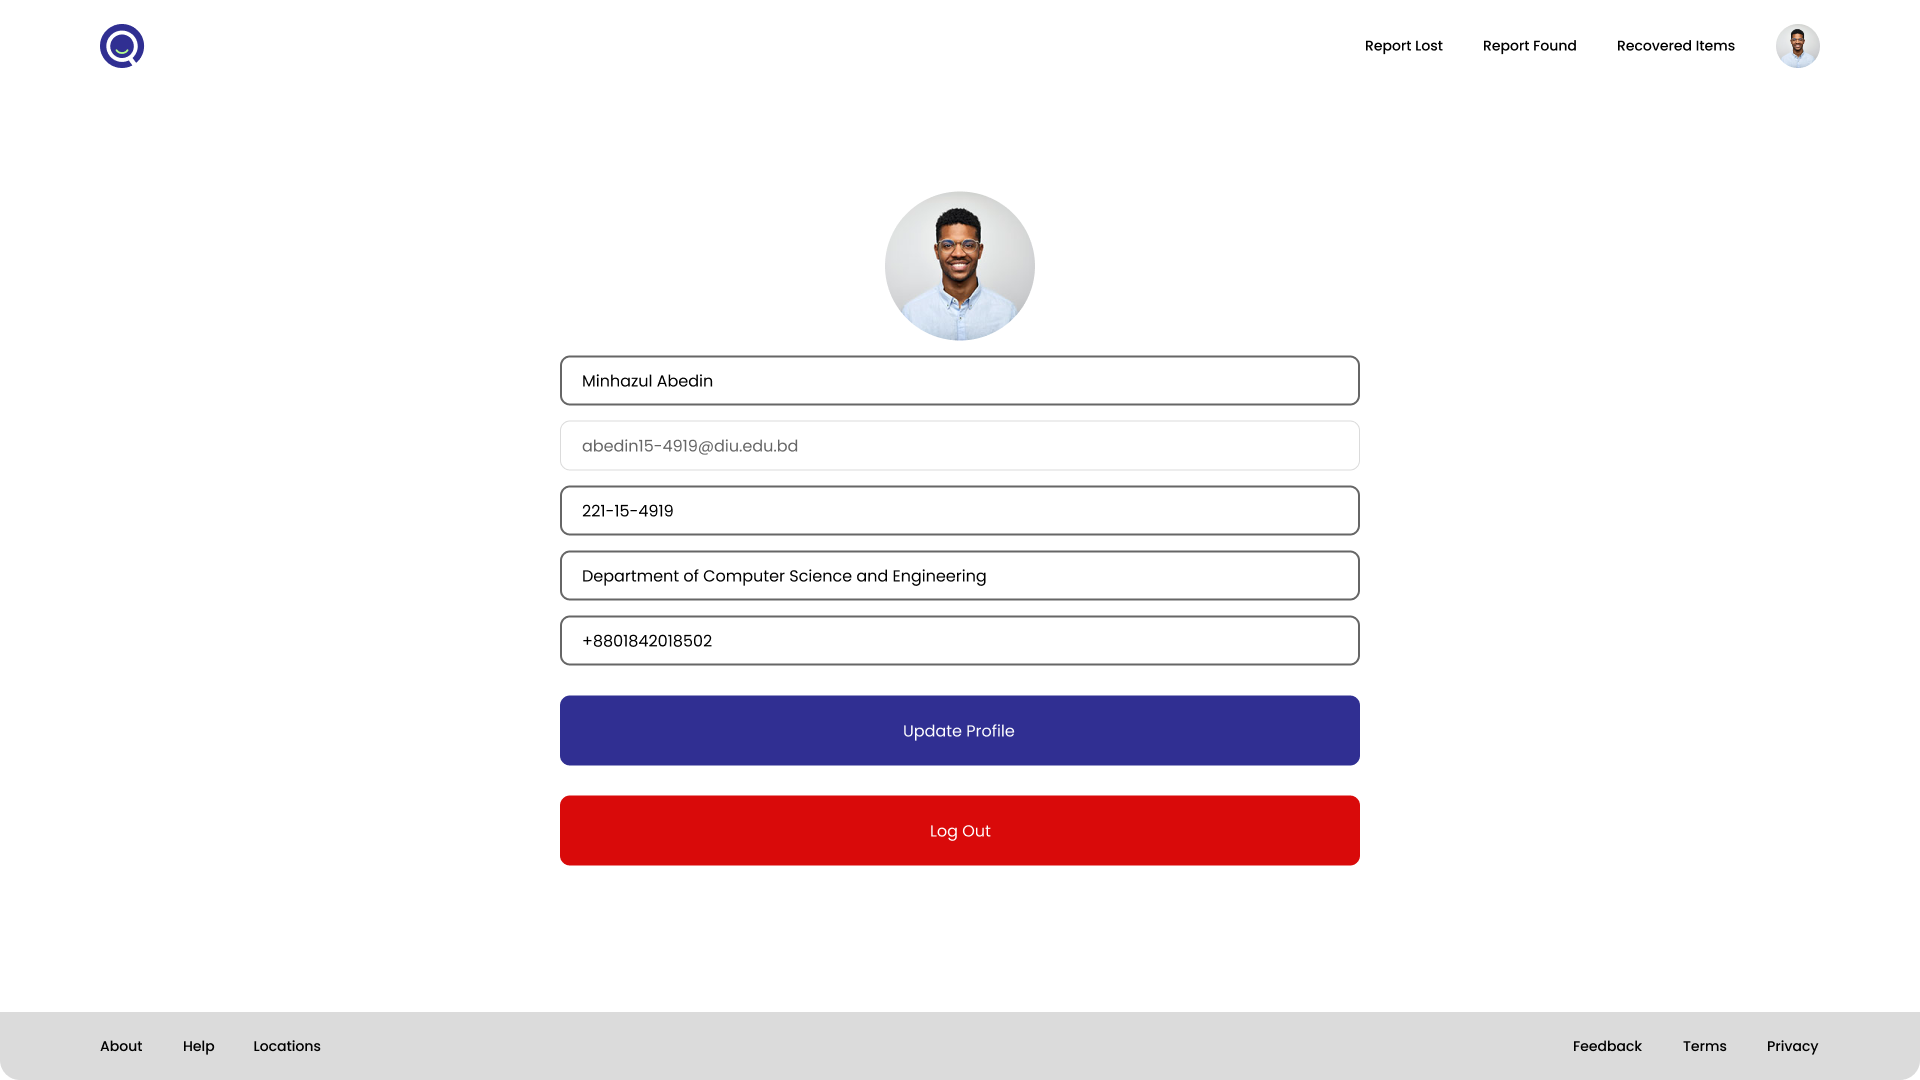 Report Lost
Report Found
Recovered Items
Minhazul Abedin
abedin15-4919@diu.edu.bd
221-15-4919
Department of Computer Science and Engineering
+8801842018502
Update Profile
Log Out
About
Help
Locations
Feedback
Terms
Privacy